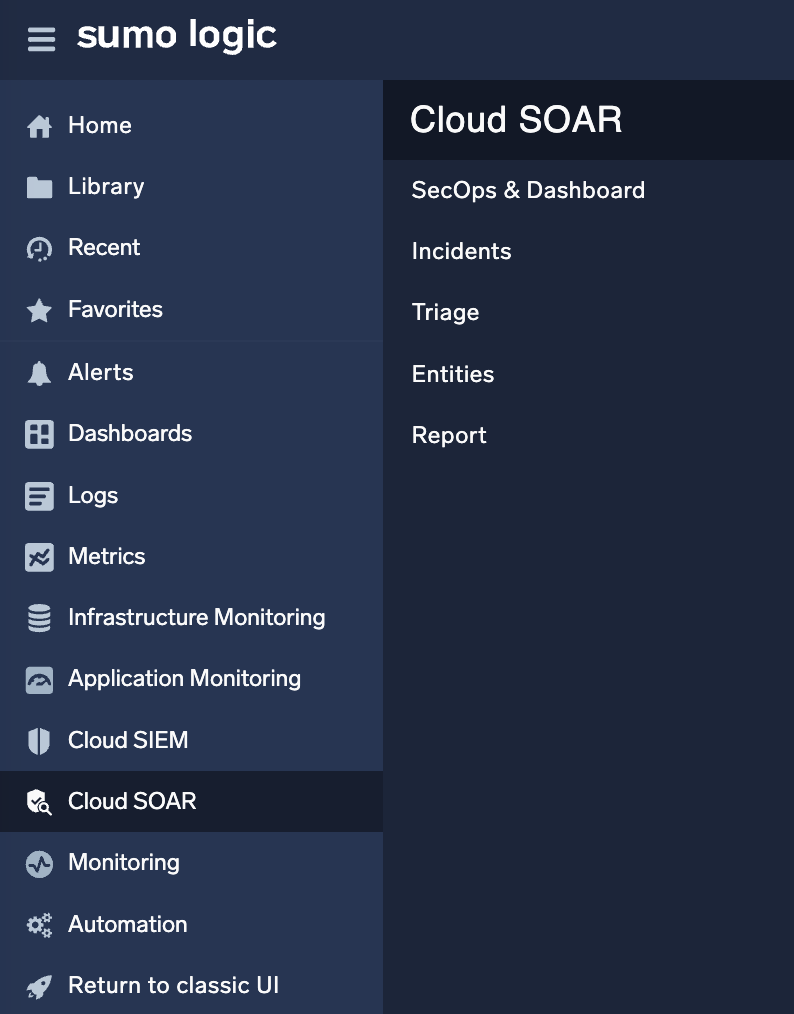 sumo logic
Home
Library
Recent
Favorites
Alerts
Dashboards
Logs
Metrics
Infrastructure Monitoring
Application Monitoring
Cloud SIEM
Cloud SOAR
Monitoring
Automation
Return to classic UI
Cloud SOAR
SecOps & Dashboard
Incidents
Triage
Entities
Report